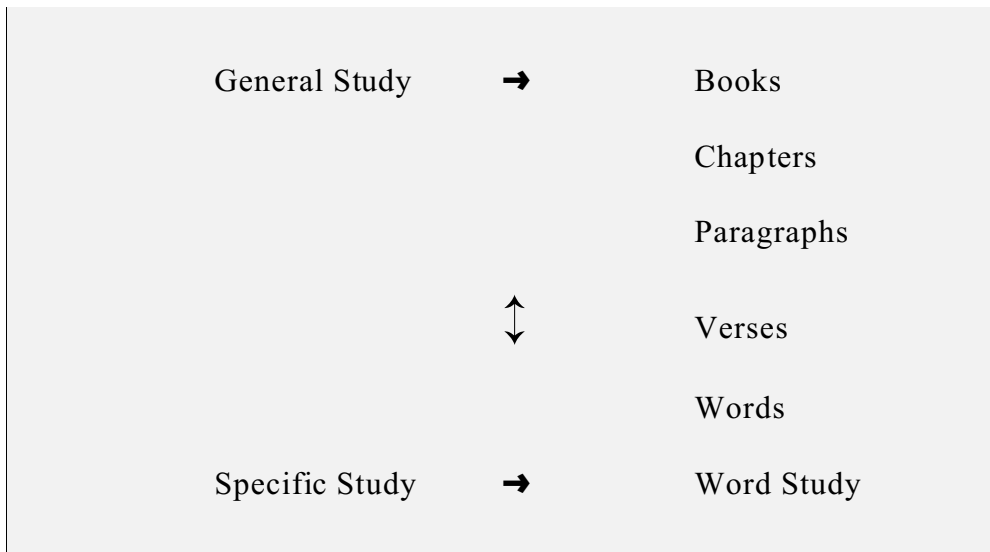 General Study → Books
Chapters
Paragraphs
↕ Verses
Words
Specific Study → Word Study